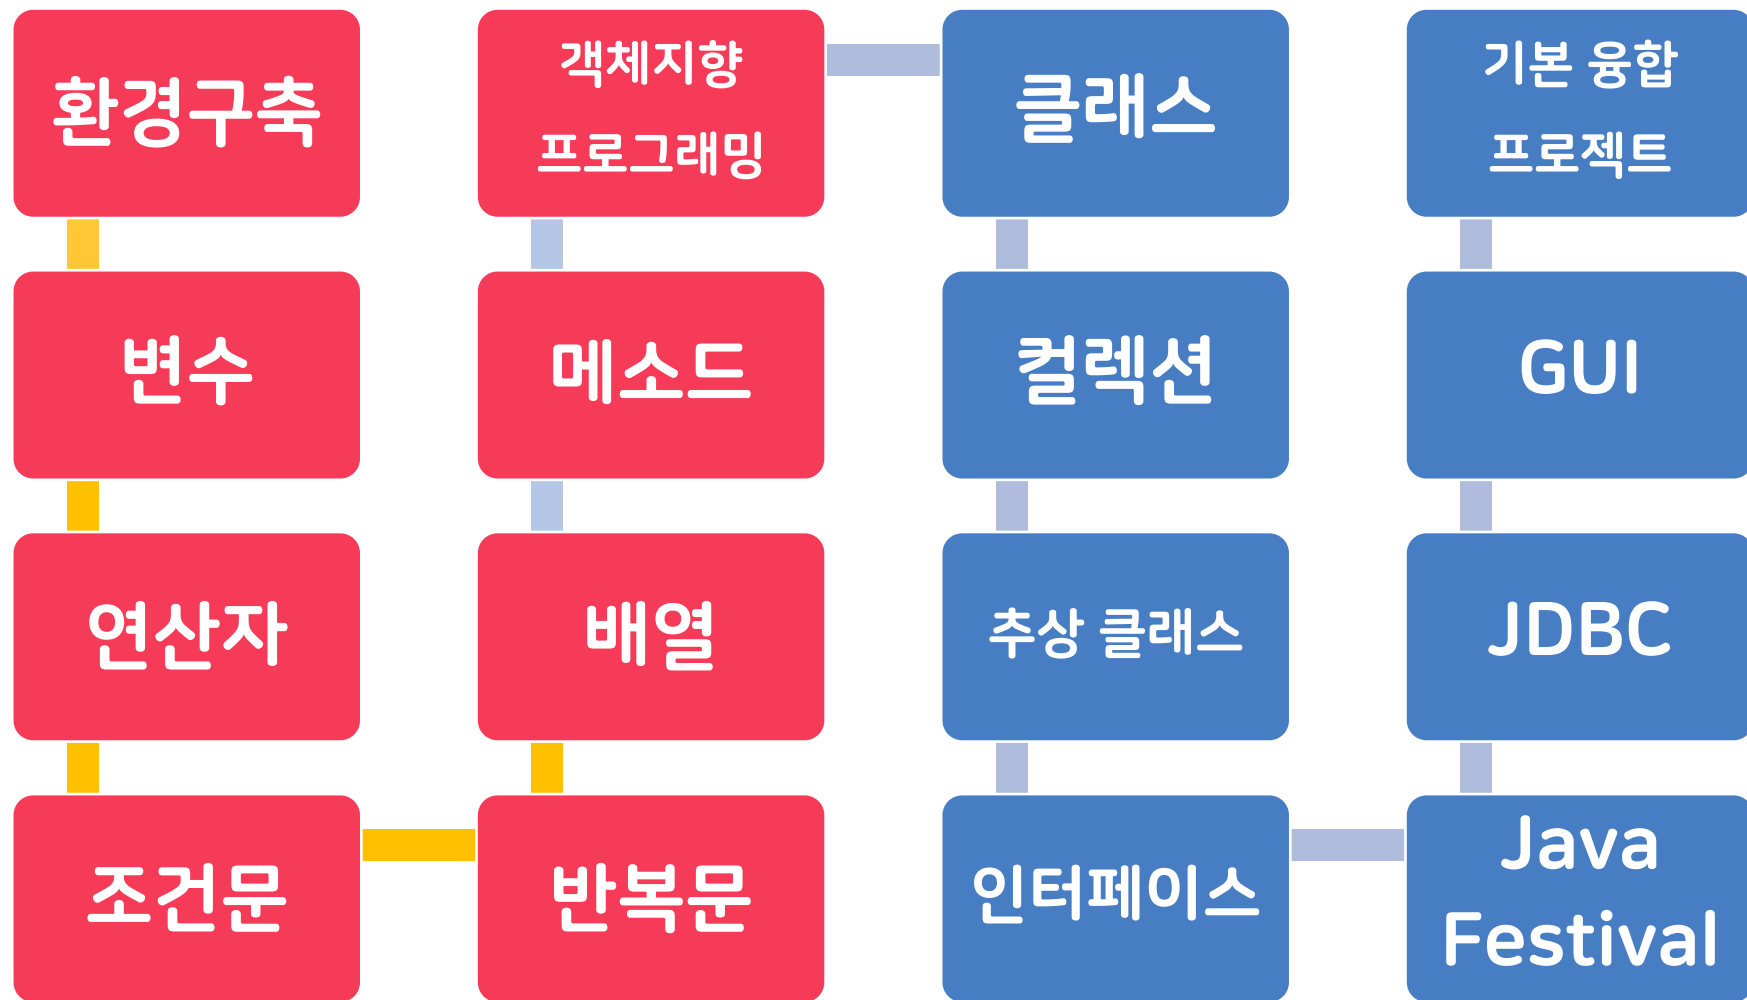 환경구축
변수
연산자
조건문
반복문
배열
메소드
객체지향
프로그래밍
클래스
컬렉션
추상 클래스
인터페이스
Java
Festival
JDBC
GUI
기본 융합
프로젝트